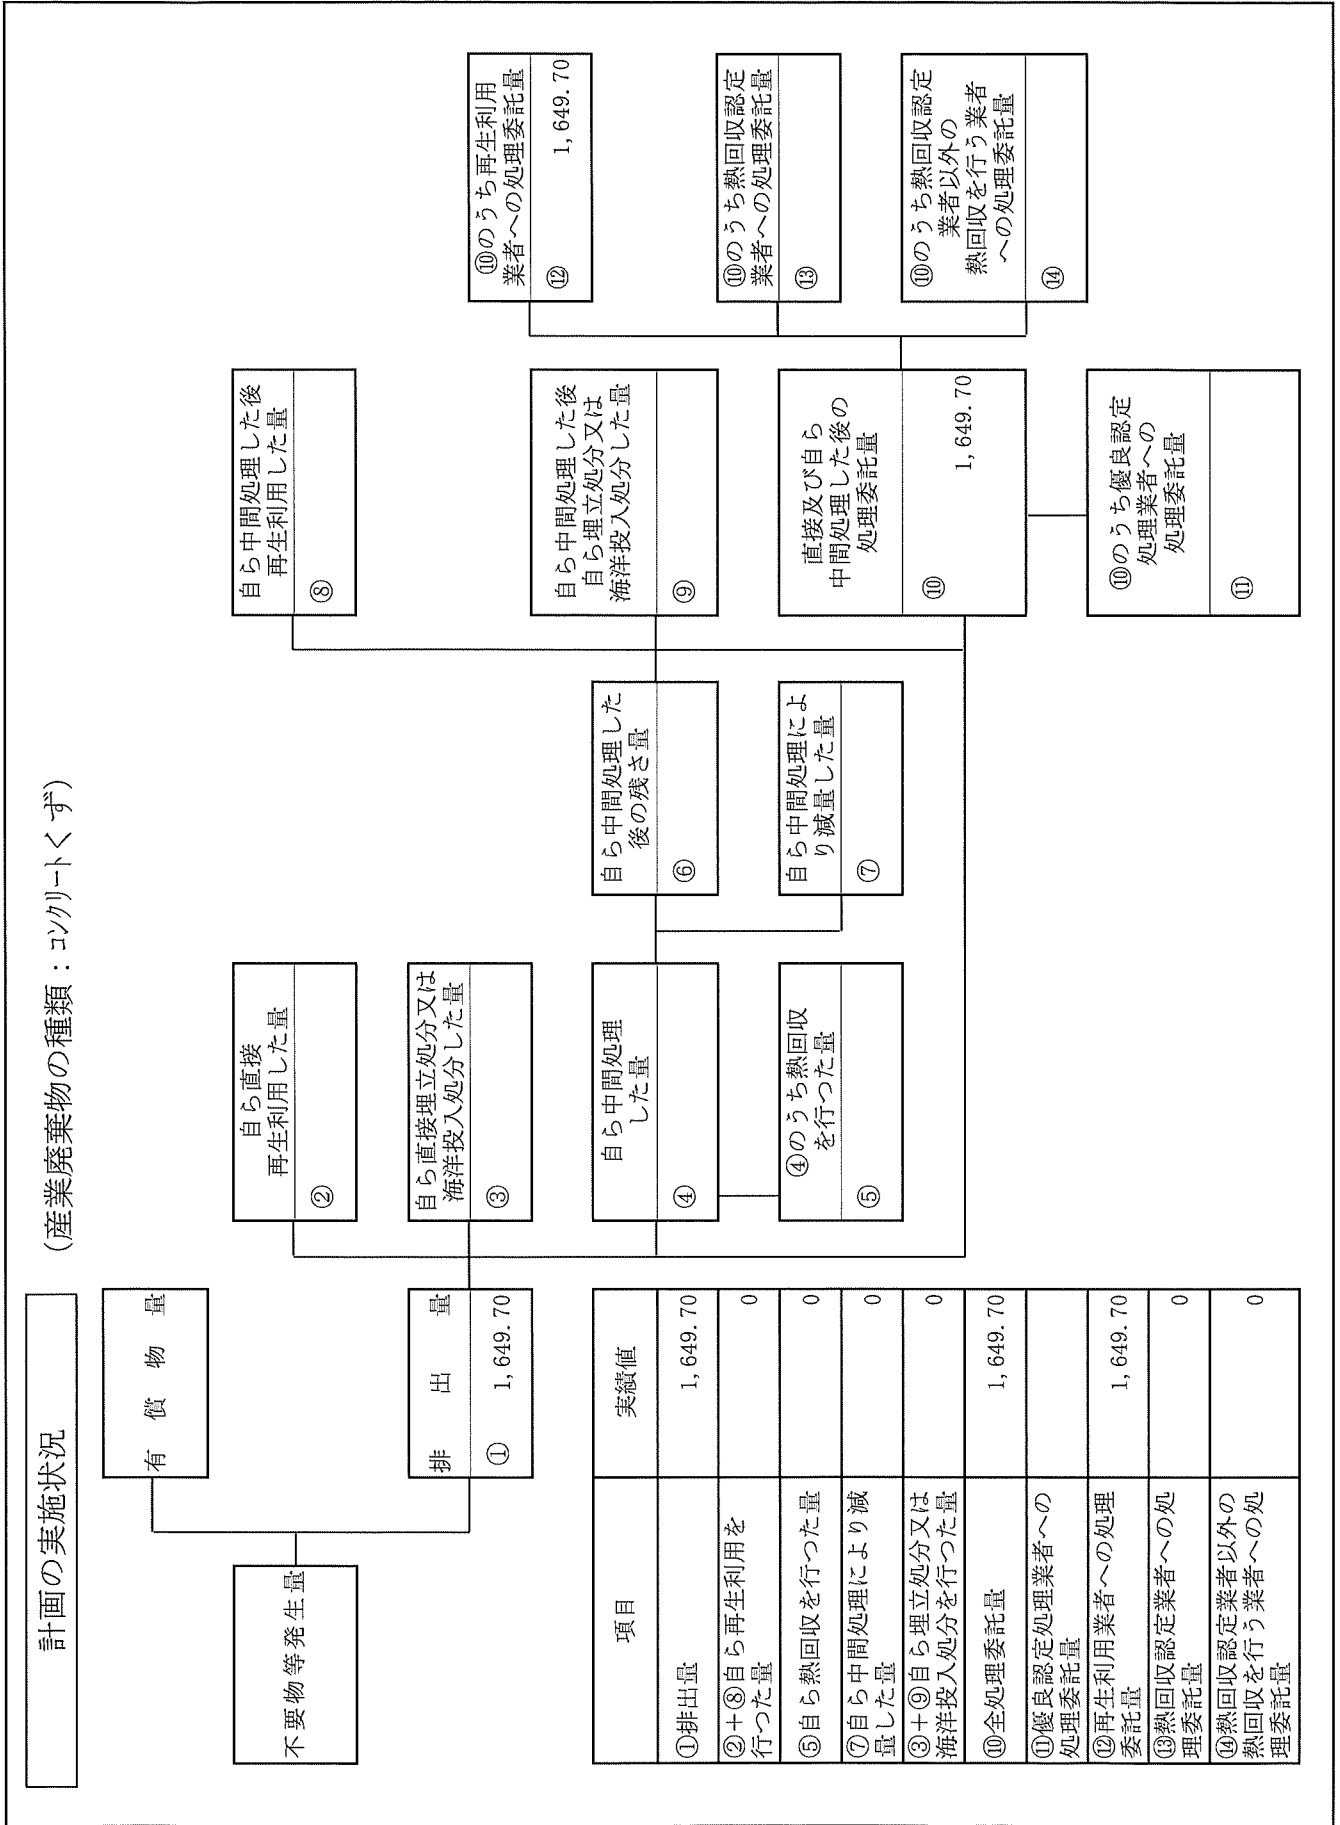 計画の実施状況
(産業廃棄物の種類：コンクリートくず)
不要物等発生量
有償物量
排出量
① 1,649.70
自ら直接
再生利用した量
②
自ら直接埋立処分又は
海洋投入処分した量
③
自ら中間処理
した量
④
④のうち熱回収
を行つた量
⑤
自ら中間処理した
後の残さ量
⑥
自ら中間処理によ
り減量した量
⑦
自ら中間処理した後
再生利用した量
⑧
自ら中間処理した後
自ら埋立処分又は
海洋投入処分した量
⑨
直接及び自ら
中間処理した後の
処理委託量
⑩ 1,649.70
⑩のうち優良認定
処理業者への
処理委託量
⑪
⑩のうち再生利用
業者への処理委託量
⑫ 1,649.70
⑩のうち熱回収認定
業者への処理委託量
⑬
⑩のうち熱回収認定
業者以外の
熱回収を行う業者
への処理委託量
⑭
項目 実績値
①排出量 1,649.70
②+⑧自ら再生利用を
行つた量 0
⑤自ら熱回収を行つた量 0
⑦自ら中間処理により減
量した量 0
③+⑨自ら埋立処分又は
海洋投入処分を行つた量 0
⑩全処理委託量 1,649.70
⑪優良認定処理業者への
処理委託量
⑫再生利用業者への処理
委託量 1,649.70
⑬熱回収認定業者への処
理委託量 0
⑭熱回収認定業者以外の
熱回収を行う業者への処
理委託量 0